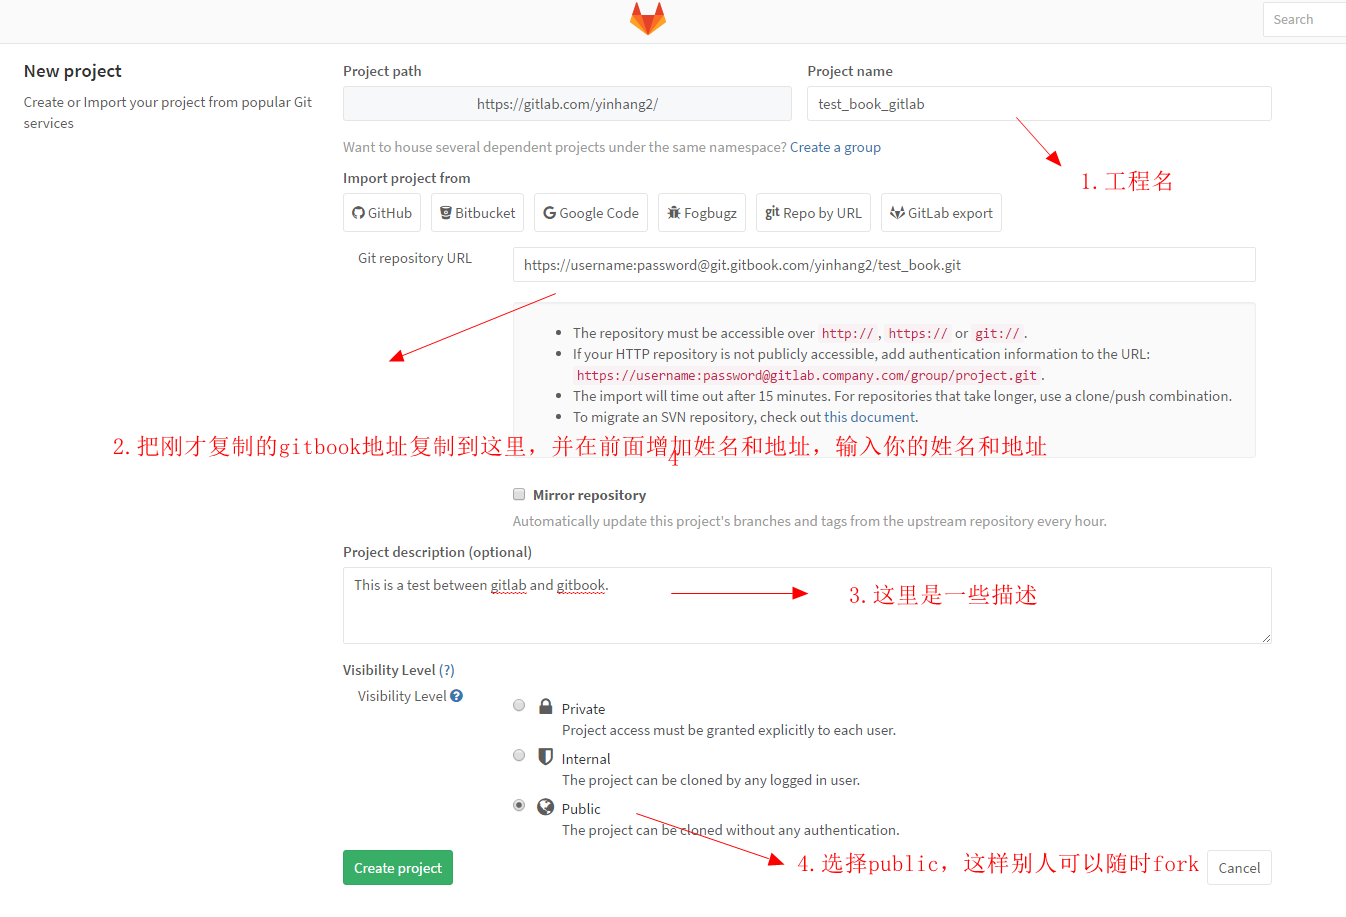 Search
New project
Create or Import your project from popular Git
services
Project path
Project name
https://gitlab.com/yinhang2/
test_book_gitlab
Want to house several dependent projects under the same namespace? Create a group
1.工程名
Import project from
GitHub
Bitbucket
Google Code
Fogbugz
git Repo by URL
GitLab export
Git repository URL
https://username:password@git.gitbook.com/yinhang2/test_book.git
The repository must be accessible over http://, https:// or git://.
If your HTTP repository is not publicly accessible, add authentication information to the URL:
https://username:password@gitlab.company.com/group/project.git.
The import will time out after 15 minutes. For repositories that take longer, use a clone/push combination.
To migrate an SVN repository, check out this document.
2.把刚才复制的gitbook地址复制到这里，并在前面增加姓名和地址，输入你的姓名和地址
4
Mirror repository
Automatically update this project's branches and tags from the upstream repository every hour.
Project description (optional)
This is a test between gitlab and gitbook.
3.这里是一些描述
Visibility Level (?)
Visibility Level
Private
Project access must be granted explicitly to each user.
Internal
The project can be cloned by any logged in user.
Public
The project can be cloned without any authentication.
4.选择public，这样别人可以随时fork
Create project
Cancel